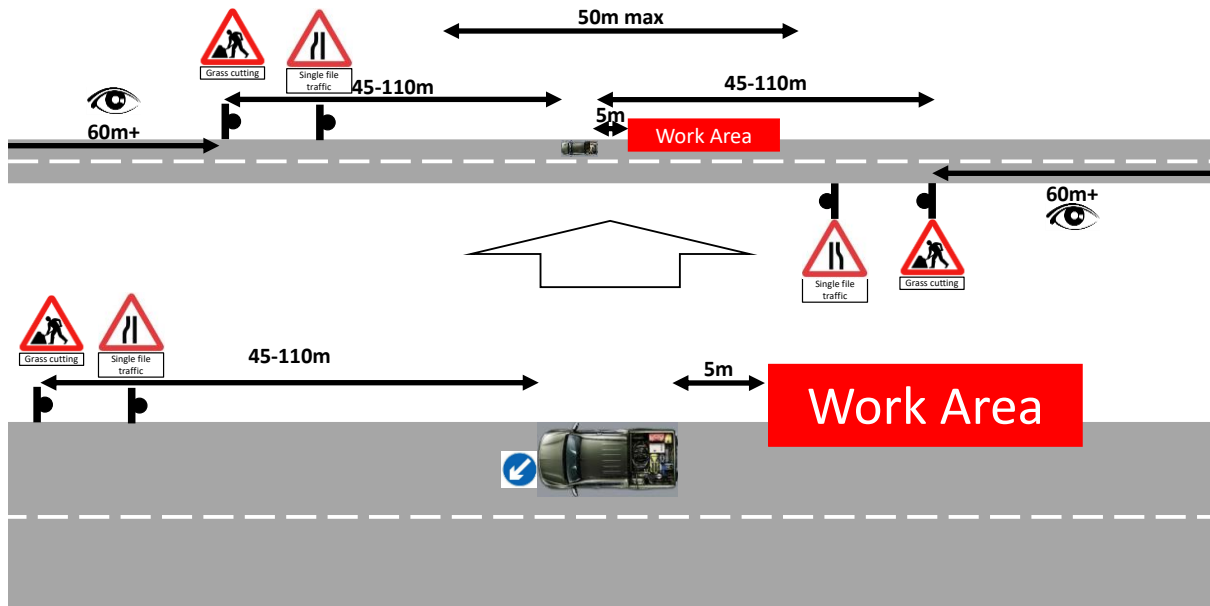 50m max
Grass cutting
Single file
traffic
45-110m
45-110m
5m
60m+
Work Area
60m+
Single file
traffic
Grass cutting
Grass cutting
Single file
traffic
45-110m
5m
Work Area